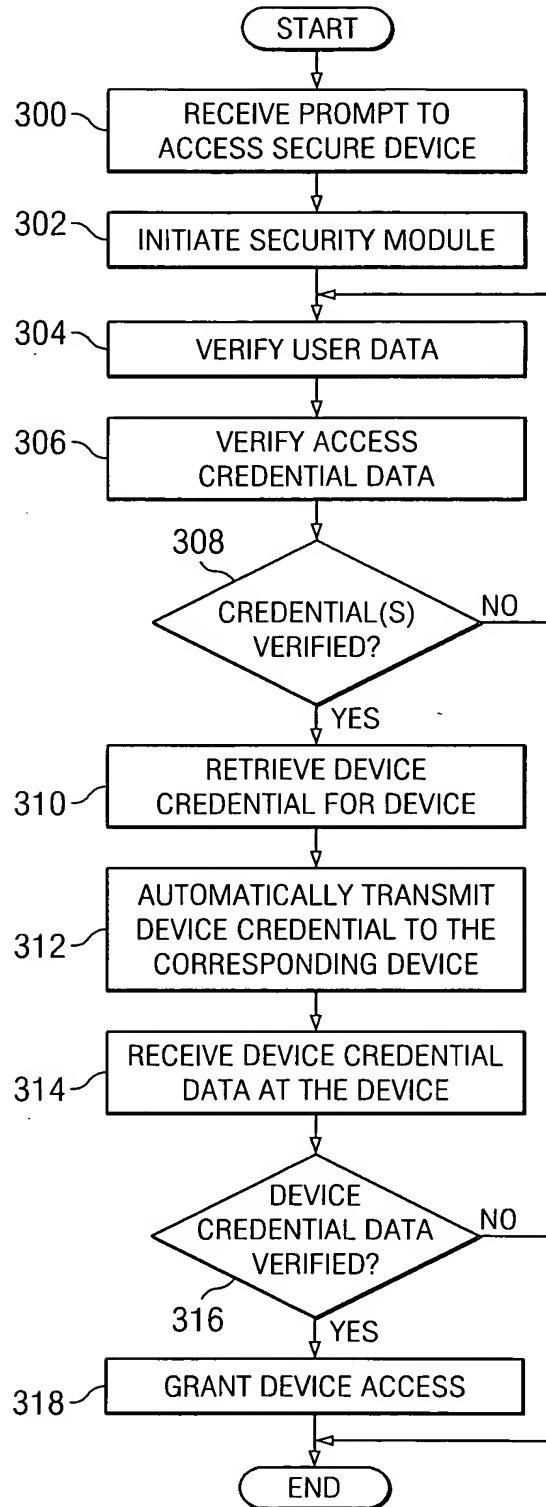 START
300
RECEIVE PROMPT TO
ACCESS SECURE DEVICE
302
INITIATE SECURITY MODULE
304
VERIFY USER DATA
306
VERIFY ACCESS
CREDENTIAL DATA
308
CREDENTIAL(S)
VERIFIED?
NO
YES
310
RETRIEVE DEVICE
CREDENTIAL FOR DEVICE
312
AUTOMATICALLY TRANSMIT
DEVICE CREDENTIAL TO THE
CORRESPONDING DEVICE
314
RECEIVE DEVICE CREDENTIAL
DATA AT THE DEVICE
DEVICE
CREDENTIAL DATA
VERIFIED?
NO
316
YES
318
GRANT DEVICE ACCESS
END